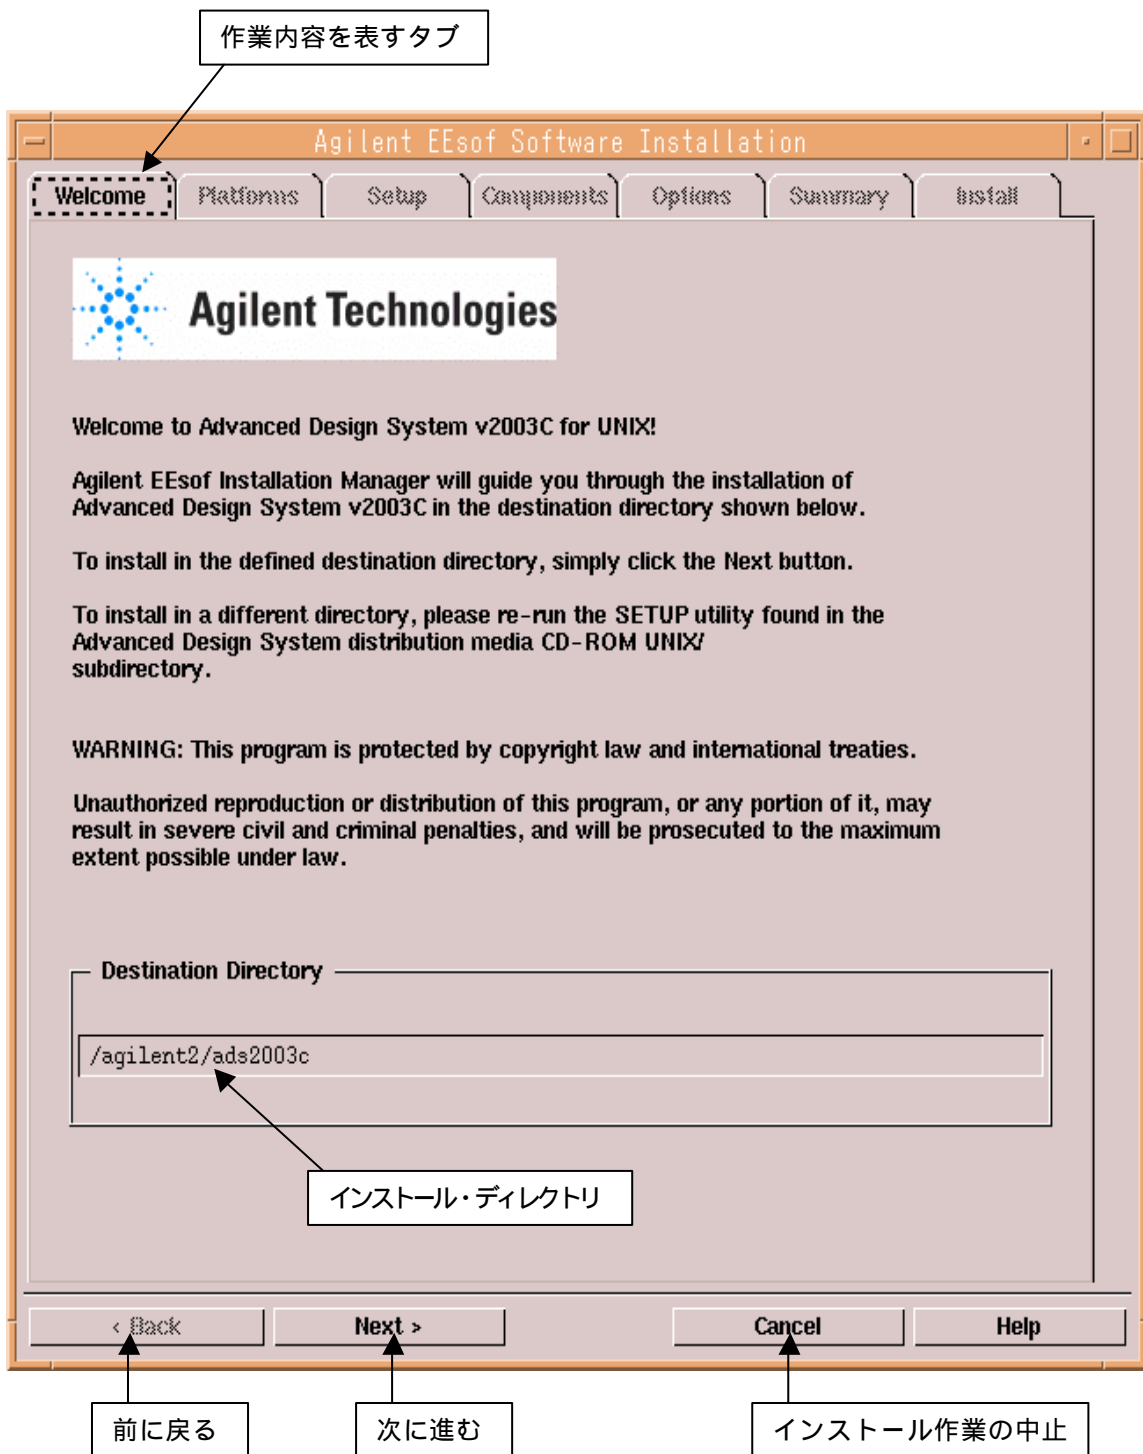 作業内容を表すタブ
Agilent EEsof Software Installation
Welcome Platforms Setup Components Options Summary Install
Agilent Technologies
Welcome to Advanced Design System v2003C for UNIX!
Agilent EEsof Installation Manager will guide you through the installation of
Advanced Design System v2003C in the destination directory shown below.
To install in the defined destination directory, simply click the Next button.
To install in a different directory, please re-run the SETUP utility found in the
Advanced Design System distribution media CD-ROM UNIX/
subdirectory.
WARNING: This program is protected by copyright law and international treaties.
Unauthorized reproduction or distribution of this program, or any portion of it, may
result in severe civil and criminal penalties, and will be prosecuted to the maximum
extent possible under law.
Destination Directory
/agilent2/ads2003c
インストール・ディレクトリ
< Back Next > Cancel Help
前に戻る 次に進む インストール作業の中止